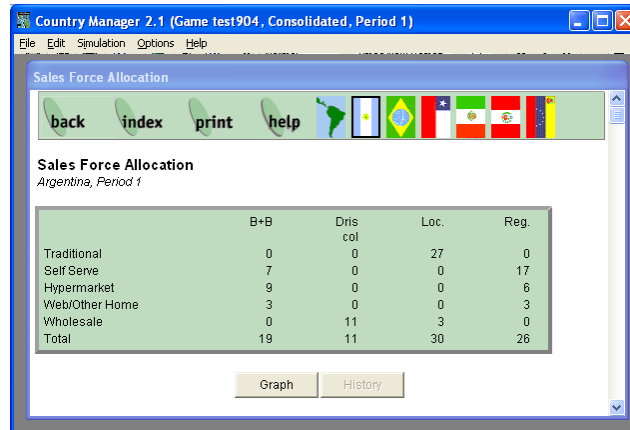 Country Manager 2.1 (Game test904, Consolidated, Period 1)
File Edit Simulation Options Help
Sales Force Allocation
back index print help
Sales Force Allocation
Argentina, Period 1
B+B Dris col Loc. Reg.
Traditional 0 0 27 0
Self Serve 7 0 0 17
Hypermarket 9 0 0 6
Web/Other Home 3 0 0 3
Wholesale 0 11 3 0
Total 19 11 30 26
Graph History